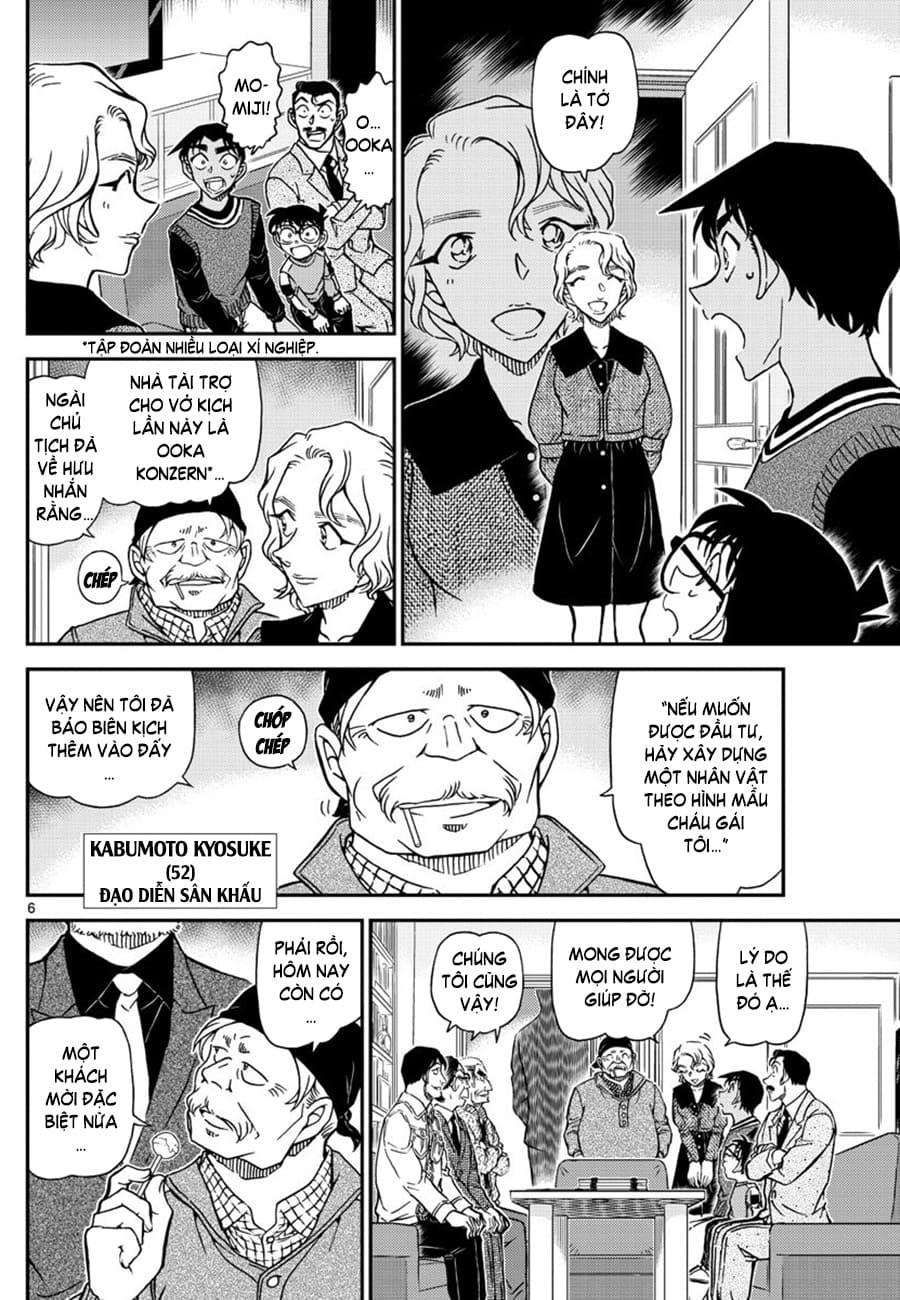 CHÍNH
LÀ TỚ
ĐÂY!
MO-
MIJI!
O...
OOKA
...
*TẬP ĐOÀN NHIỀU LOẠI XÍ NGHIỆP.
NHÀ TÀI TRỢ
CHO VỞ KỊCH
LẦN NÀY LÀ
OOKA
KONZERN*...
NGÀI
CHỦ
TỊCH ĐÃ
VỀ HƯU
NHẮN
RẰNG...
CHÉP
"NẾU MUỐN
ĐƯỢC ĐẦU TƯ,
HÃY XÂY DỰNG
MỘT NHÂN VẬT
THEO HÌNH MẪU
CHÁU GÁI
TÔI..."
CHÓP
CHÉP
VẬY NÊN TÔI ĐÃ
BẢO BIÊN KỊCH
THÊM VÀO ĐẤY
...
KABUMOTO KYOSUKE
(52)
ĐẠO DIỄN SÂN KHẤU
6
LÝ DO
LÀ THẾ
ĐÓ Ạ...
MONG ĐƯỢC
MỌI NGƯỜI
GIÚP ĐỠ!
CHÚNG
TÔI CŨNG
VẬY!
PHẢI RỒI,
HÔM NAY
CÒN CÓ
...
MỘT
KHÁCH
MỜI ĐẶC
BIỆT NỮA
...